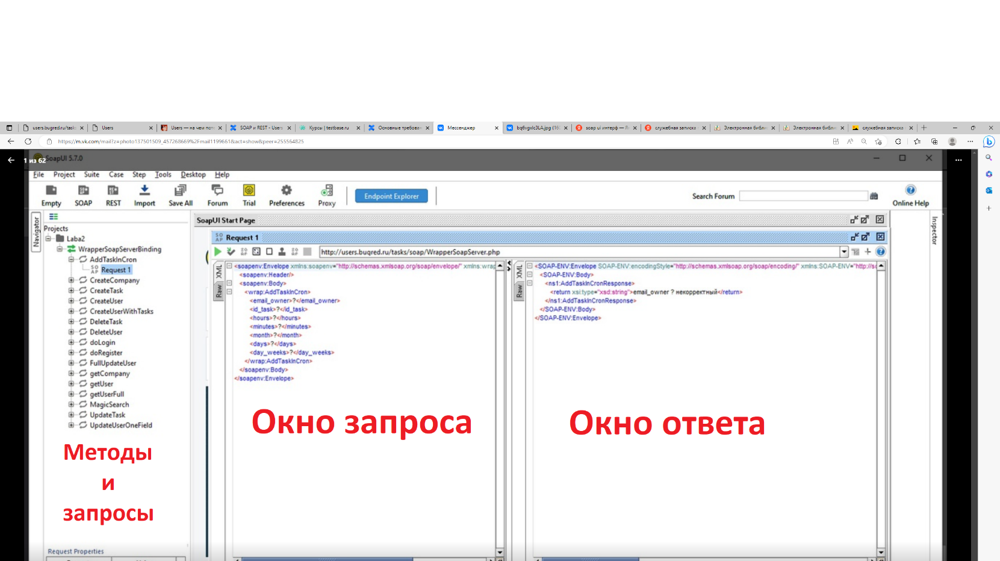 users.bugred.ru/task
Users
Users — на чем пот
SOAP и REST - Users
Курсы | testbase.ru
Основные требован
Мессенджер
bq6vgxlc3LA.jpg (16
soap ui интерф — Ян
служебная записка
Электронная библи
Электронная библи
служебная записка
https://m.vk.com/mail?z=photo137501509_457268669%2Fmail1199661&act=show&peer=255564825
1 из 62
SoapUI 5.7.0
File Project Suite Case Step Tools Desktop Help
Empty SOAP REST Import Save All Forum Trial Preferences Proxy
Endpoint Explorer
Search Forum
Online Help
Navigator
Projects
Laba2
WrapperSoapServerBinding
AddTaskInCron
SO
AP
Request 1
CreateCompany
CreateTask
CreateUser
CreateUserWithTasks
DeleteTask
DeleteUser
doLogin
doRegister
FullUpdateUser
getCompany
getUser
getUserFull
MagicSearch
UpdateTask
UpdateUserOneField
Методы
и
запросы
Request Properties
SoapUI Start Page
SO
AP
Request 1
http://users.bugred.ru/tasks/soap/WrapperSoapServer.php
XML
Raw
<soapenv:Envelope xmlns:soapenv="http://schemas.xmlsoap.org/soap/envelope/" xmlns:wrap
<soapenv:Header/>
<soapenv:Body>
<wrap:AddTaskInCron>
<email_owner>?</email_owner>
<id_task>?</id_task>
<hours>?</hours>
<minutes>?</minutes>
<month>?</month>
<days>?</days>
<day_weeks>?</day_weeks>
</wrap:AddTaskInCron>
</soapenv:Body>
</soapenv:Envelope>
Окно запроса
XML
Raw
<SOAP-ENV:Envelope SOAP-ENV:encodingStyle="http://schemas.xmlsoap.org/soap/encoding/" xmlns:SOAP-ENV="http://sc
<SOAP-ENV:Body>
<ns1:AddTaskInCronResponse>
<return xsi:type="xsd:string">email_owner ? некорректный</return>
</ns1:AddTaskInCronResponse>
</SOAP-ENV:Body>
</SOAP-ENV:Envelope>
Окно ответа
Inspector